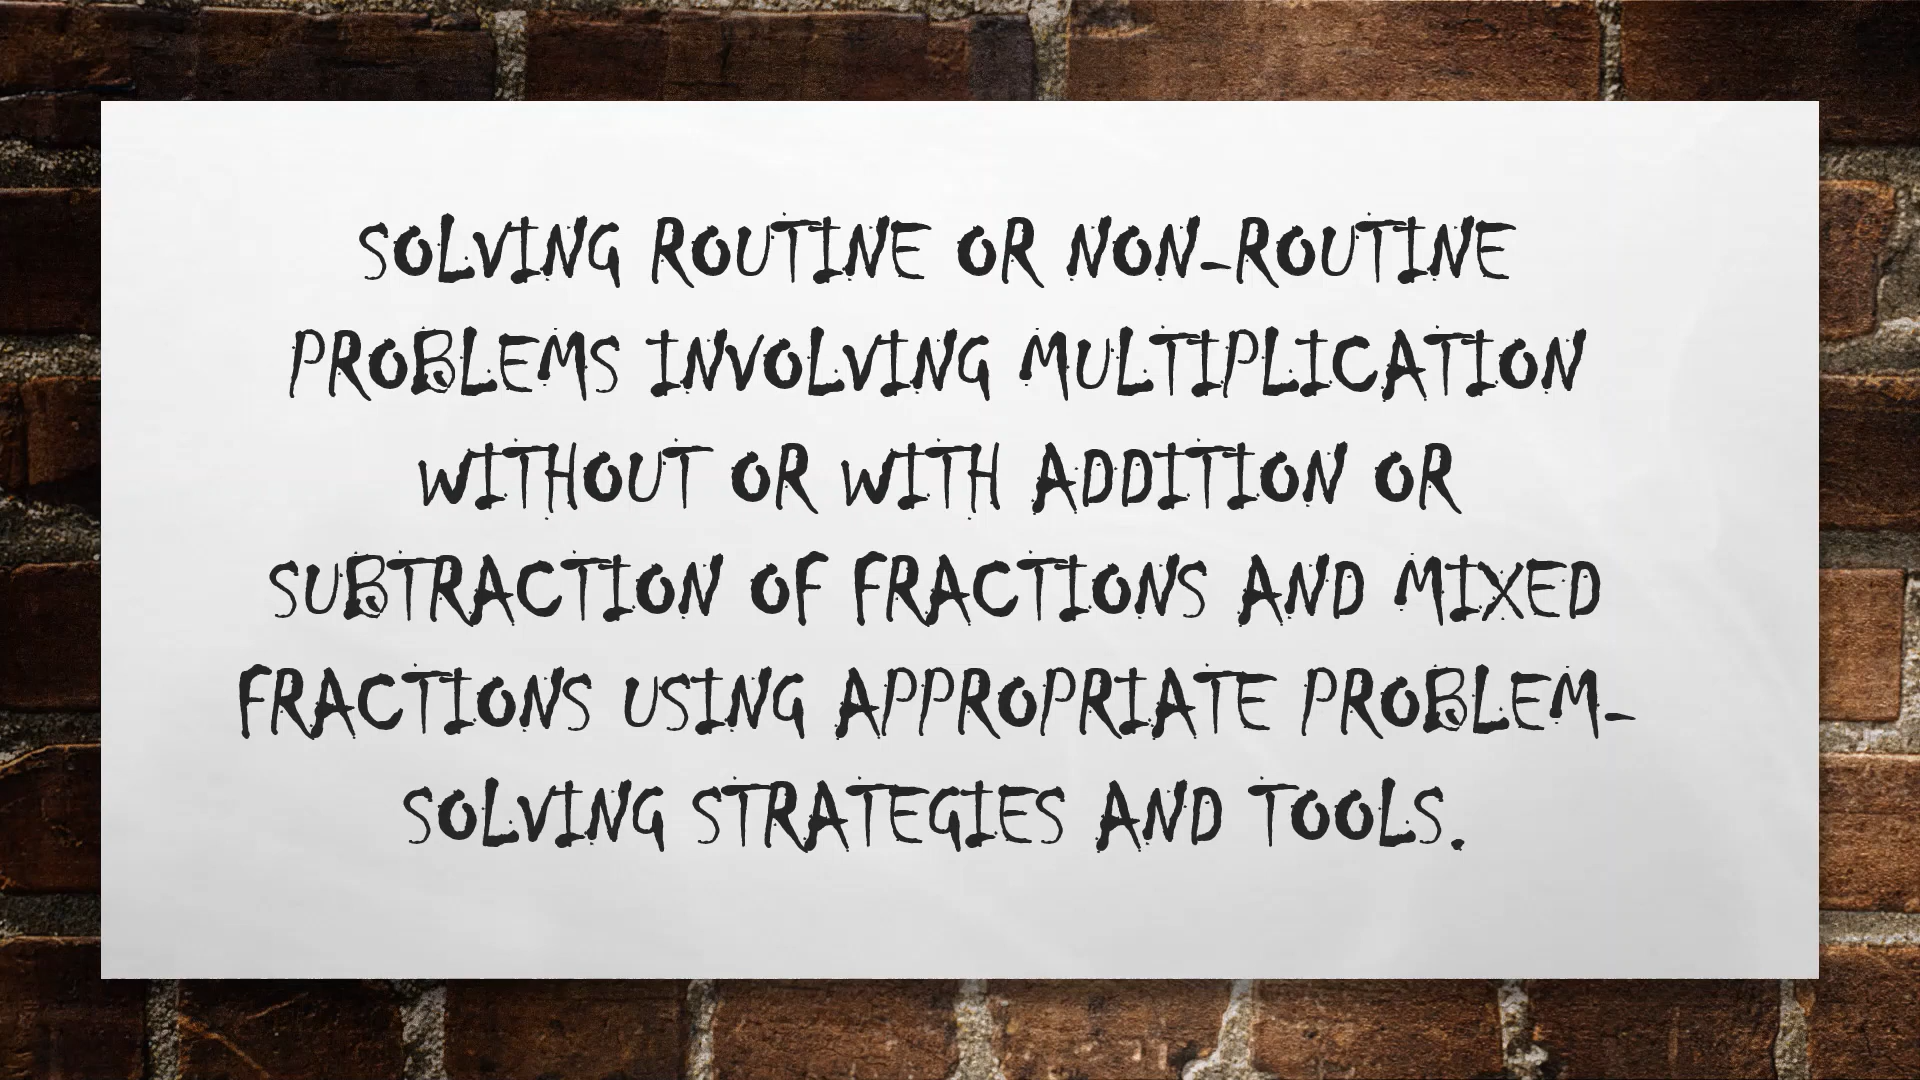 SOLVING ROUTINE OR NON-ROUTINE
PROBLEMS INVOLVING MULTIPLICATION
WITHOUT OR WITH ADDITION OR
SUBTRACTION OF FRACTIONS AND MIXED
FRACTIONS USING APPROPRIATE PROBLEM-
SOLVING STRATEGIES AND TOOLS.